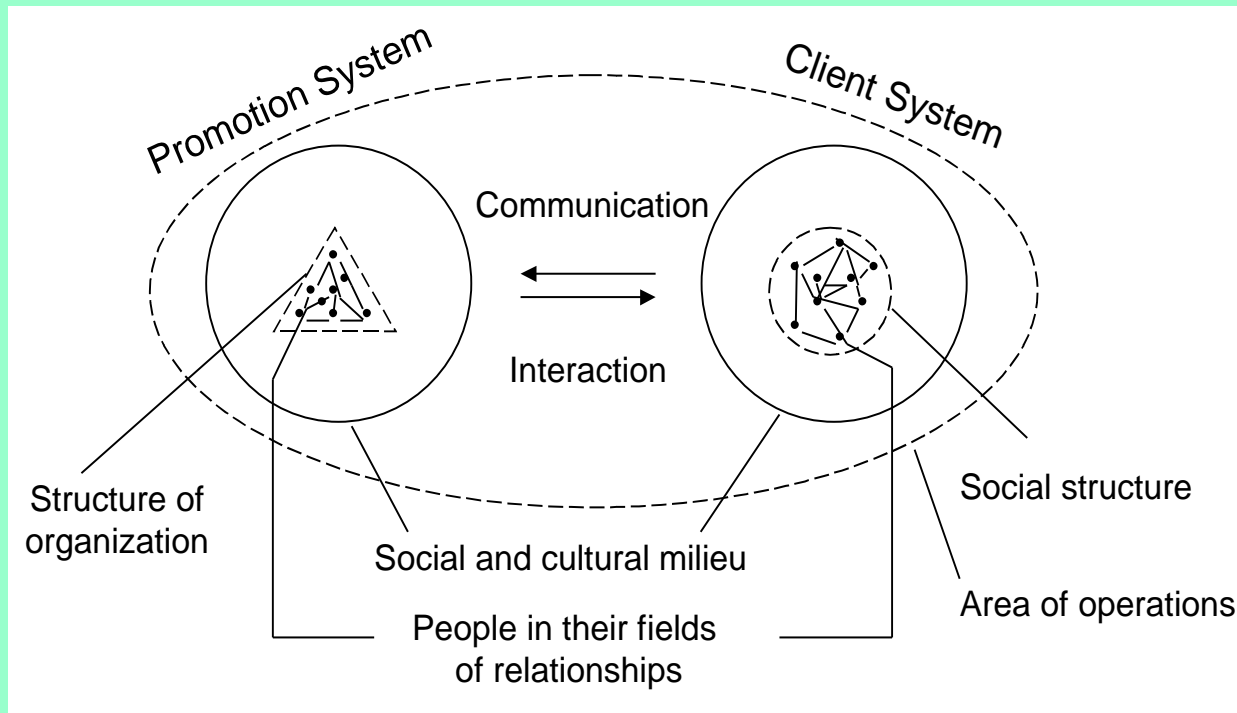 Promotion System
Client System
Communication
Interaction
Structure of
organization
Social structure
Social and cultural milieu
Area of operations
People in their fields
of relationships